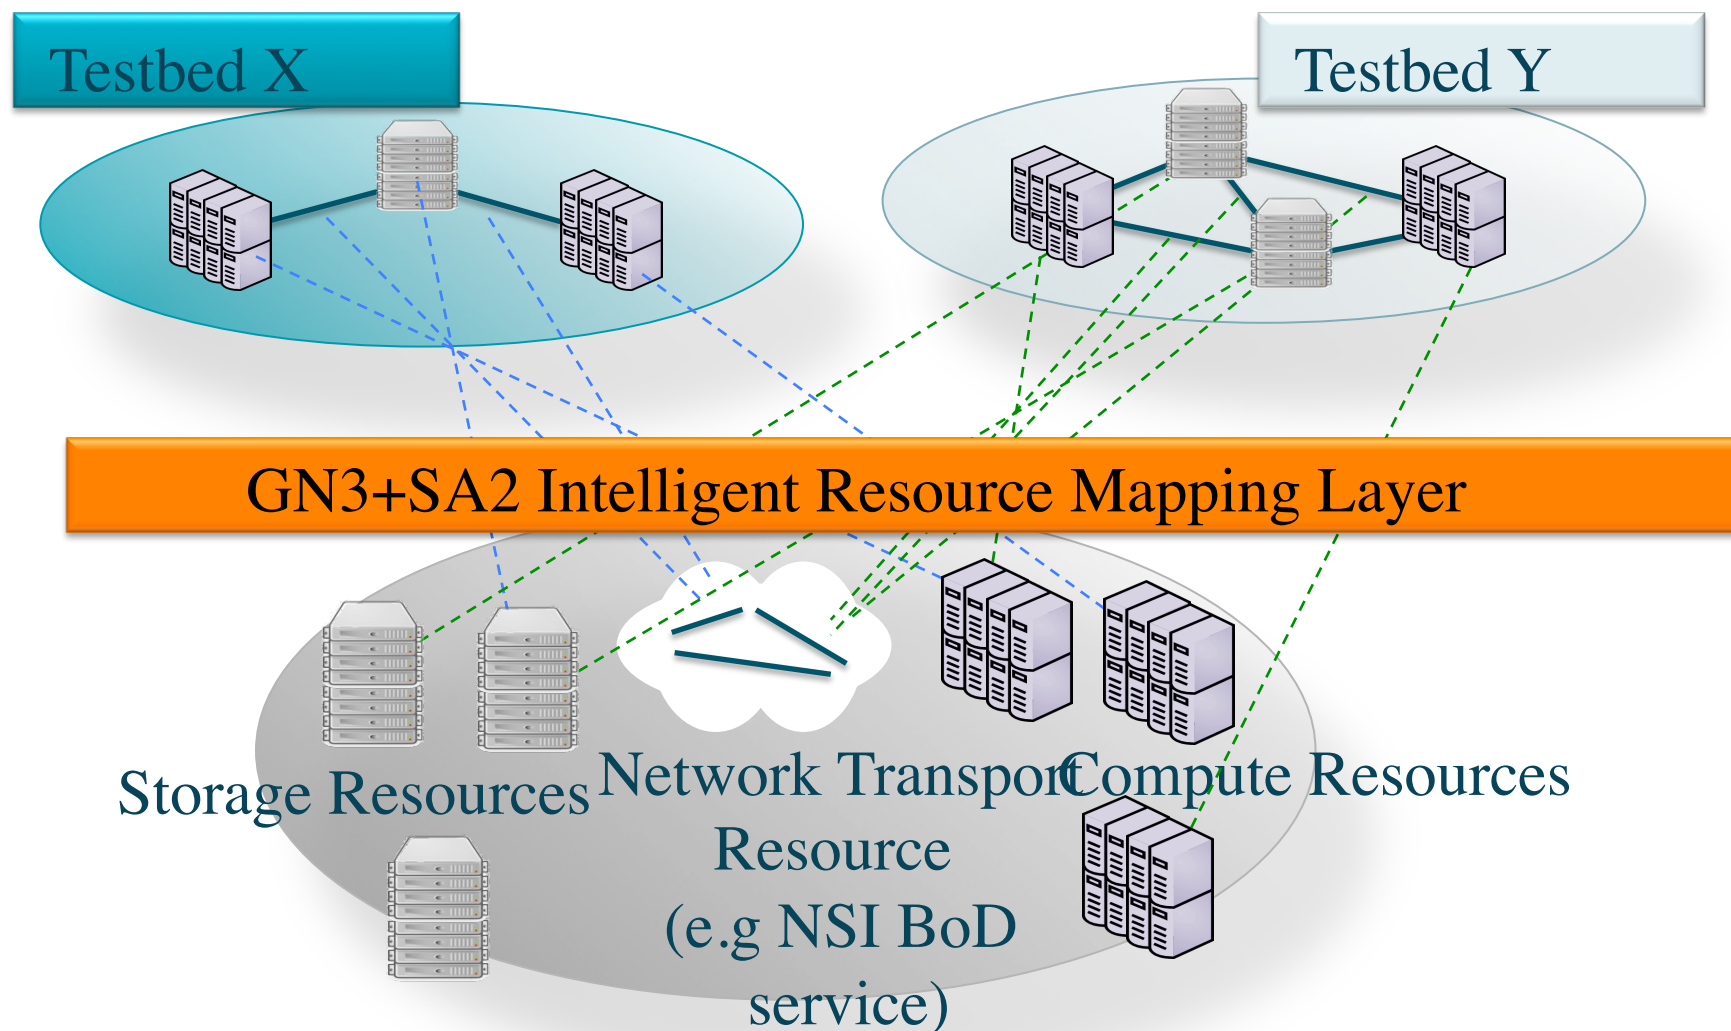 Testbed X
Testbed Y
GN3+SA2 Intelligent Resource Mapping Layer
Storage Resources
Network Transport
Resource
(e.g NSI BoD
service)
Compute Resources